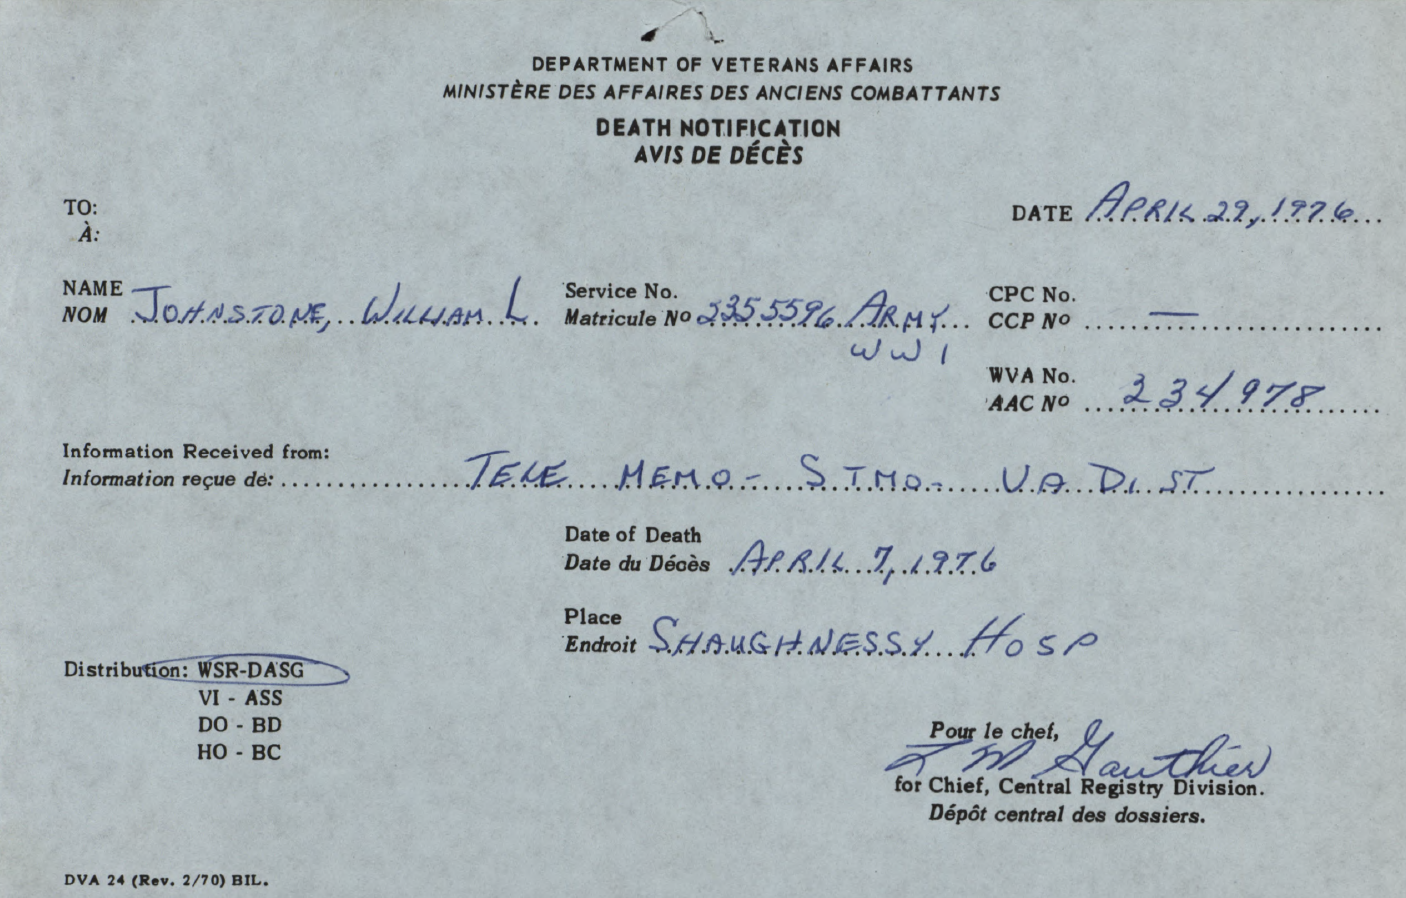 DEPARTMENT OF VETERANS AFFAIRS
MINISTÈRE DES AFFAIRES DES ANCIENS COMBATTANTS
DEATH NOTIFICATION
AVIS DE DÉCÈS
TO:
À:
DATE APRIL 29, 1976
NAME
NOM JOHNSTONE, WILLIAM L.
Service No.
Matricule Nº 2355596 ARMY
WW1
CPC No.
CCP Nº —
WVA No.
AAC Nº 234978
Information Received from:
Information reçue de: TELE MEMO - STMO - VA DIST
Date of Death
Date du Décès APRIL 7, 1976
Place
Endroit SHAUGHNESSY HOSP
Distribution: WSR-DASG
VI - ASS
DO - BD
HO - BC
Pour le chef,
Gauthier
for Chief, Central Registry Division.
Dépôt central des dossiers.
DVA 24 (Rev. 2/70) BIL.